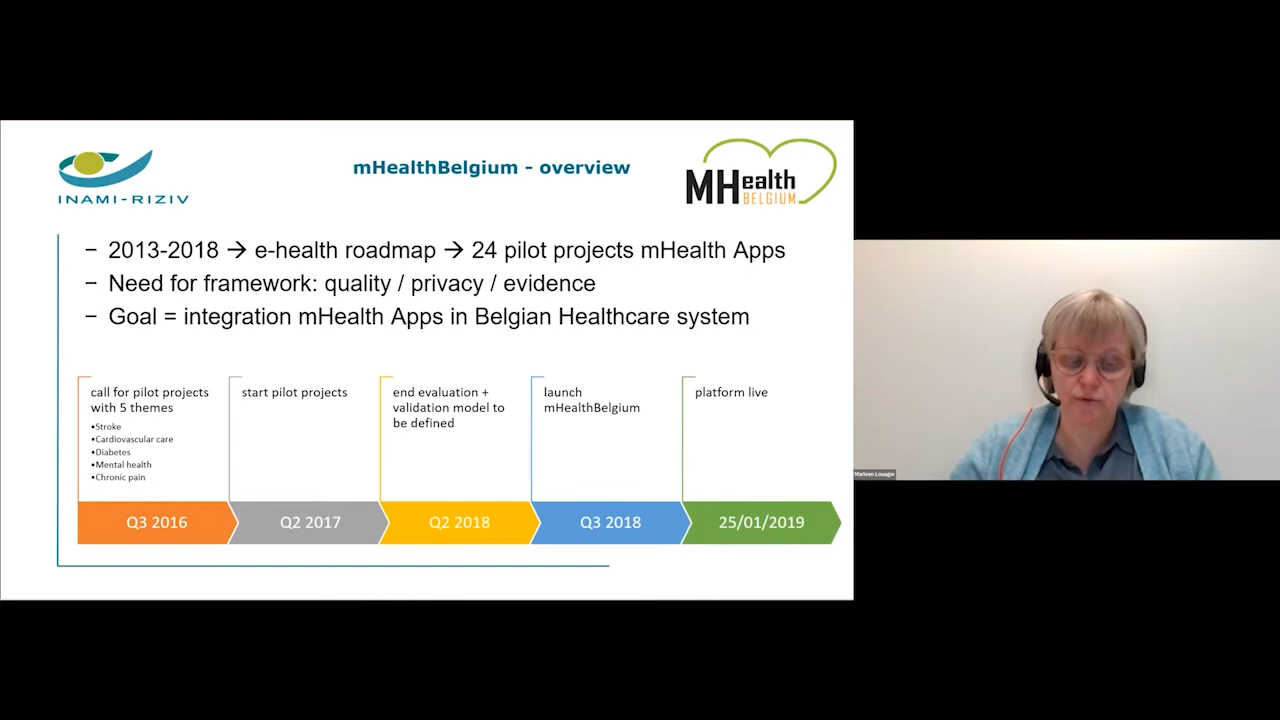 INAMI-RIZIV
mHealthBelgium - overview
MHealth
BELGIUM
– 2013-2018 → e-health roadmap → 24 pilot projects mHealth Apps
– Need for framework: quality / privacy / evidence
– Goal = integration mHealth Apps in Belgian Healthcare system
call for pilot projects
with 5 themes
•Stroke
•Cardiovascular care
•Diabetes
•Mental health
•Chronic pain
Q3 2016
start pilot projects
Q2 2017
end evaluation +
validation model to
be defined
Q2 2018
launch
mHealthBelgium
Q3 2018
platform live
25/01/2019
Marleen Louagie